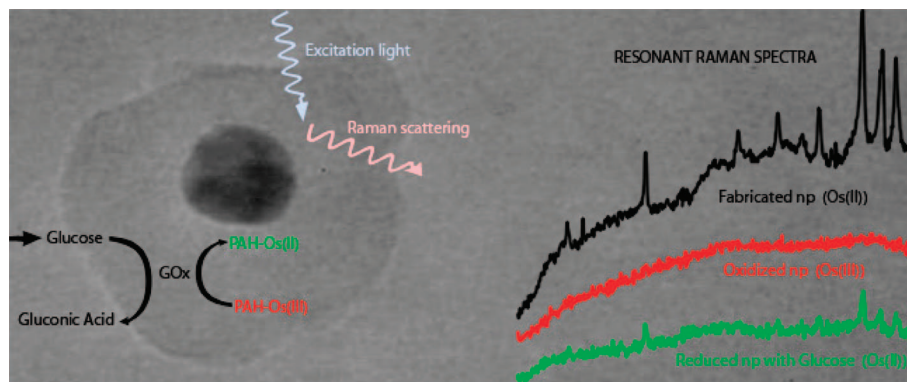 Excitation light
RESONANT RAMAN SPECTRA
Raman scattering
Fabricated np (Os(II))
Glucose
PAH-Os(II)
GOx
Oxidized np (Os(III))
PAH-Os(III)
Gluconic Acid
Reduced np with Glucose (Os(II))